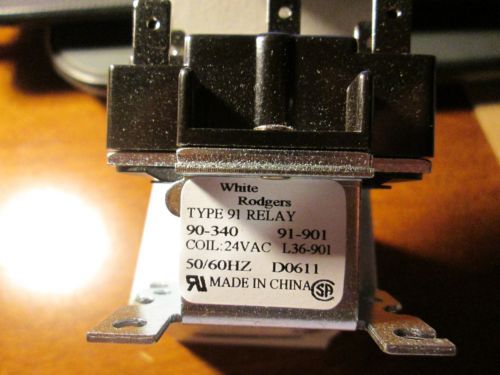 White
Rodgers
TYPE 91 RELAY
90-340 91-901
COIL:24VAC L36-901
50/60HZ D0611
MADE IN CHINA